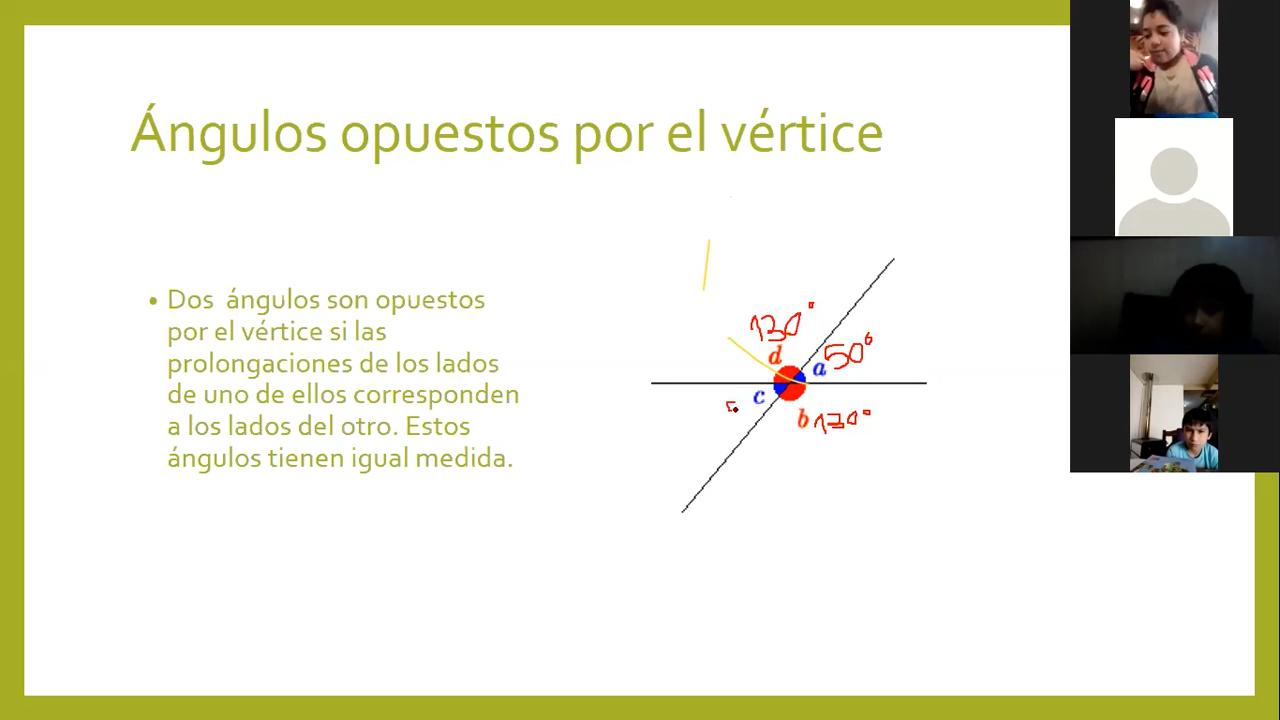 Ángulos opuestos por el vértice
• Dos ángulos son opuestos
por el vértice si las
prolongaciones de los lados
de uno de ellos corresponden
a los lados del otro. Estos
ángulos tienen igual medida.
130°
d
50°
a
c
b 130°